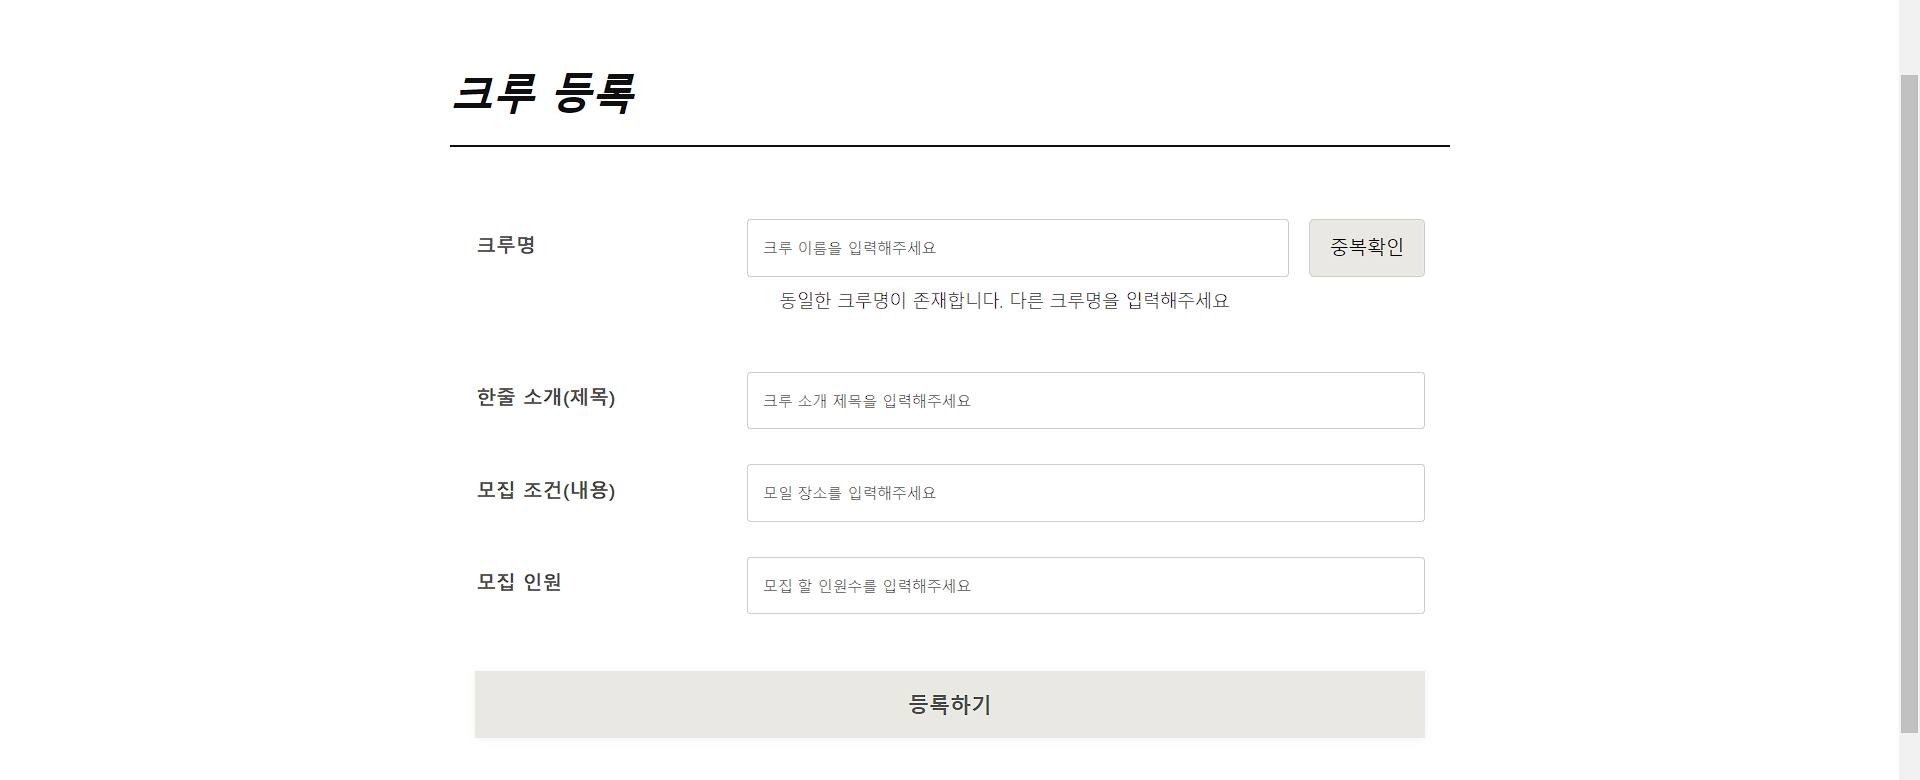 크루 등록
크루명
크루 이름을 입력해주세요
중복확인
동일한 크루명이 존재합니다. 다른 크루명을 입력해주세요
한줄 소개(제목)
크루 소개 제목을 입력해주세요
모집 조건(내용)
모일 장소를 입력해주세요
모집 인원
모집 할 인원수를 입력해주세요
등록하기